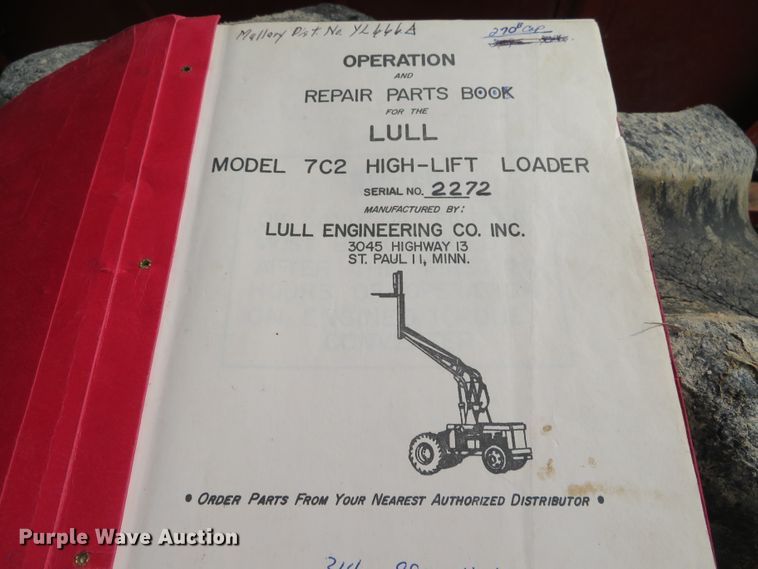 Mallory Dist. No YL666A
270° Cap
OPERATION
AND
REPAIR PARTS BOOK
FOR THE
LULL
MODEL 7C2 HIGH-LIFT LOADER
SERIAL NO. 2272
MANUFACTURED BY:
LULL ENGINEERING CO. INC.
3045 HIGHWAY 13
ST. PAUL 11, MINN.
• ORDER PARTS FROM YOUR NEAREST AUTHORIZED DISTRIBUTOR •
Purple Wave Auction